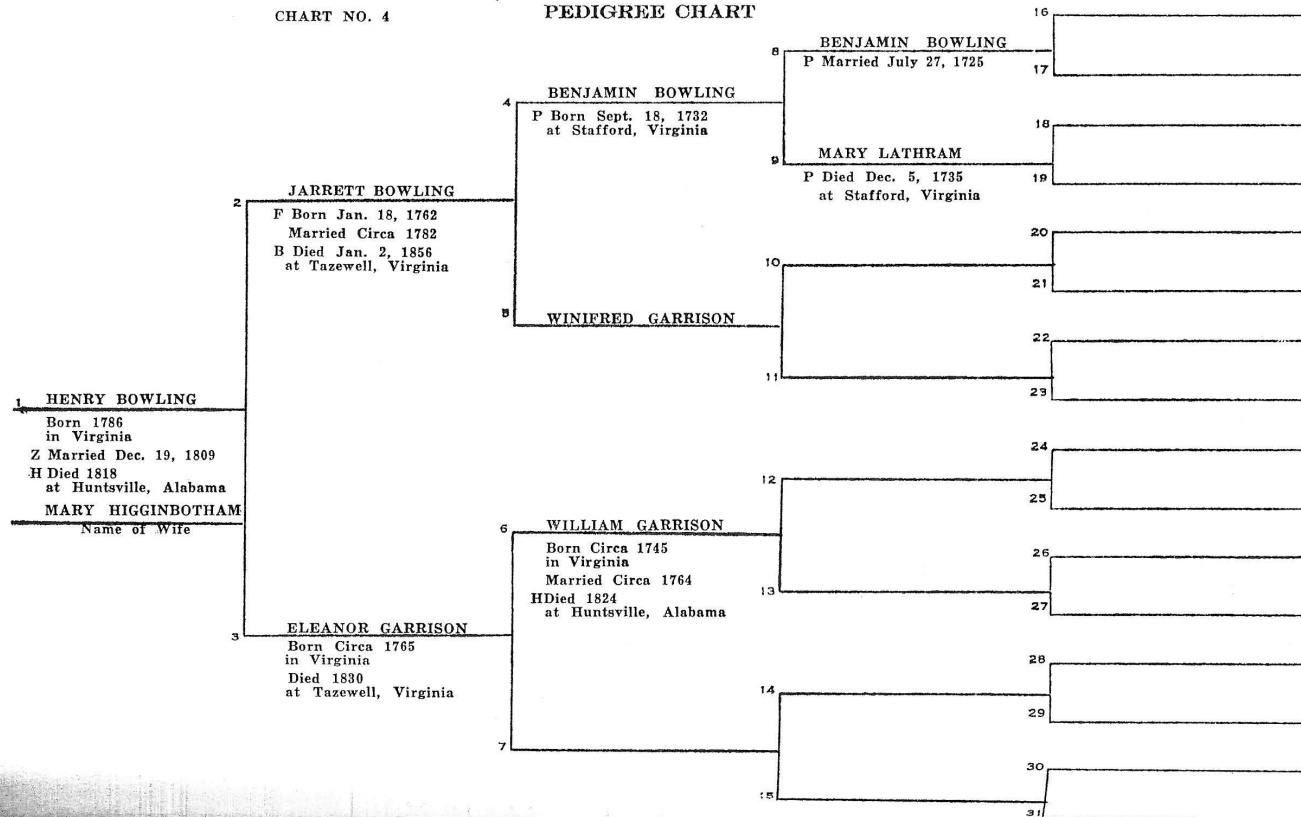 CHART NO. 4
PEDIGREE CHART
1
HENRY BOWLING
Born 1786
in Virginia
Z Married Dec. 19, 1809
H Died 1818
at Huntsville, Alabama
MARY HIGGINBOTHAM
Name of Wife
2
JARRETT BOWLING
F Born Jan. 18, 1762
Married Circa 1782
B Died Jan. 2, 1856
at Tazewell, Virginia
3
ELEANOR GARRISON
Born Circa 1765
in Virginia
Died 1830
at Tazewell, Virginia
4
BENJAMIN BOWLING
P Born Sept. 18, 1732
at Stafford, Virginia
5
WINIFRED GARRISON
6
WILLIAM GARRISON
Born Circa 1745
in Virginia
Married Circa 1764
HDied 1824
at Huntsville, Alabama
7
8
BENJAMIN BOWLING
P Married July 27, 1725
9
MARY LATHRAM
P Died Dec. 5, 1735
at Stafford, Virginia
10
11
12
13
14
15
16
17
18
19
20
21
22
23
24
25
26
27
28
29
30
31